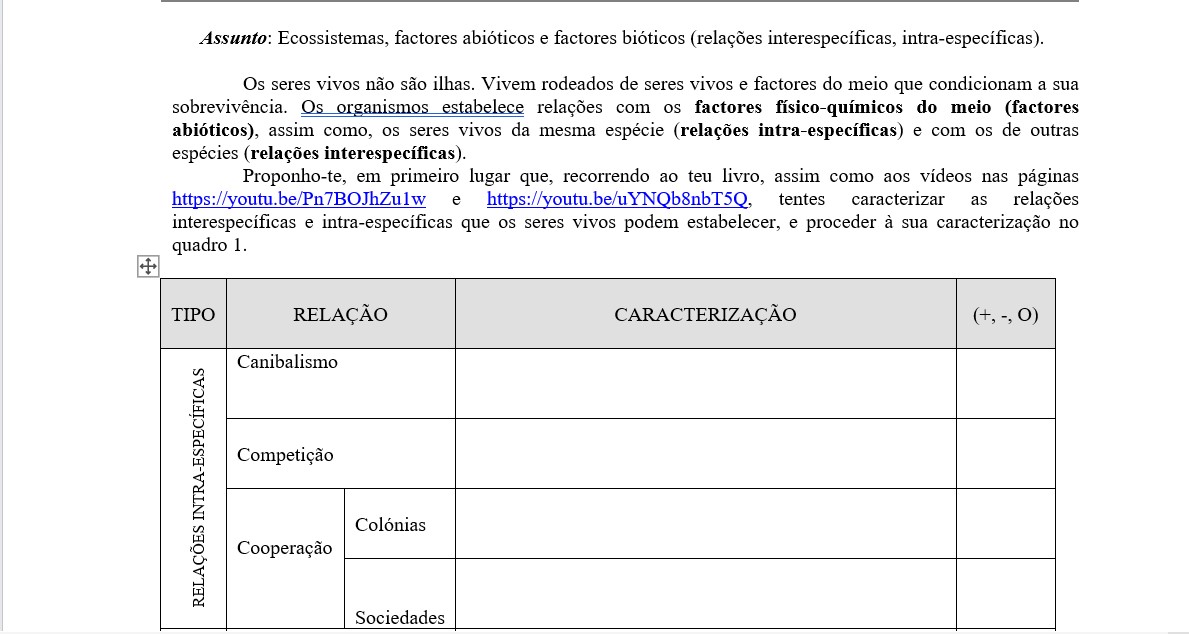 Assunto: Ecossistemas, factores abióticos e factores bióticos (relações interespecíficas, intra-específicas).
Os seres vivos não são ilhas. Vivem rodeados de seres vivos e factores do meio que condicionam a sua
sobrevivência. Os organismos estabelece relações com os factores físico-químicos do meio (factores
abióticos), assim como, os seres vivos da mesma espécie (relações intra-específicas) e com os de outras
espécies (relações interespecíficas).
Proponho-te, em primeiro lugar que, recorrendo ao teu livro, assim como aos vídeos nas páginas
https://youtu.be/Pn7BOJhZu1w e https://youtu.be/uYNQb8nbT5Q, tentes caracterizar as relações
interespecíficas e intra-específicas que os seres vivos podem estabelecer, e proceder à sua caracterização no
quadro 1.
TIPO RELAÇÃO CARACTERIZAÇÃO (+, -, O)
RELAÇÕES INTRA-ESPECÍFICAS
Canibalismo
Competição
Cooperação
Colónias
Sociedades